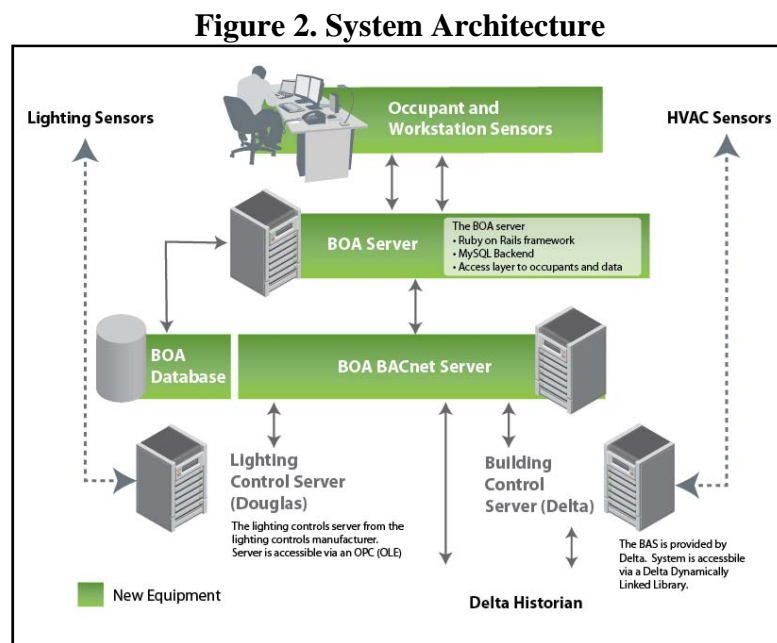 Figure 2. System Architecture
Lighting Sensors
Occupant and
Workstation Sensors
HVAC Sensors
BOA Server
The BOA server
• Ruby on Rails framework
• MySQL Backend
• Access layer to occupants and data
BOA
Database
BOA BACnet Server
Lighting
Control Server
(Douglas)
The lighting controls server from the
lighting controls manufacturer.
Server is accessible via an OPC (OLE)
Building
Control
Server (Delta)
The BAS is provided by
Delta. System is accessbile
via a Delta Dynamically
Linked Library.
New Equipment
Delta Historian